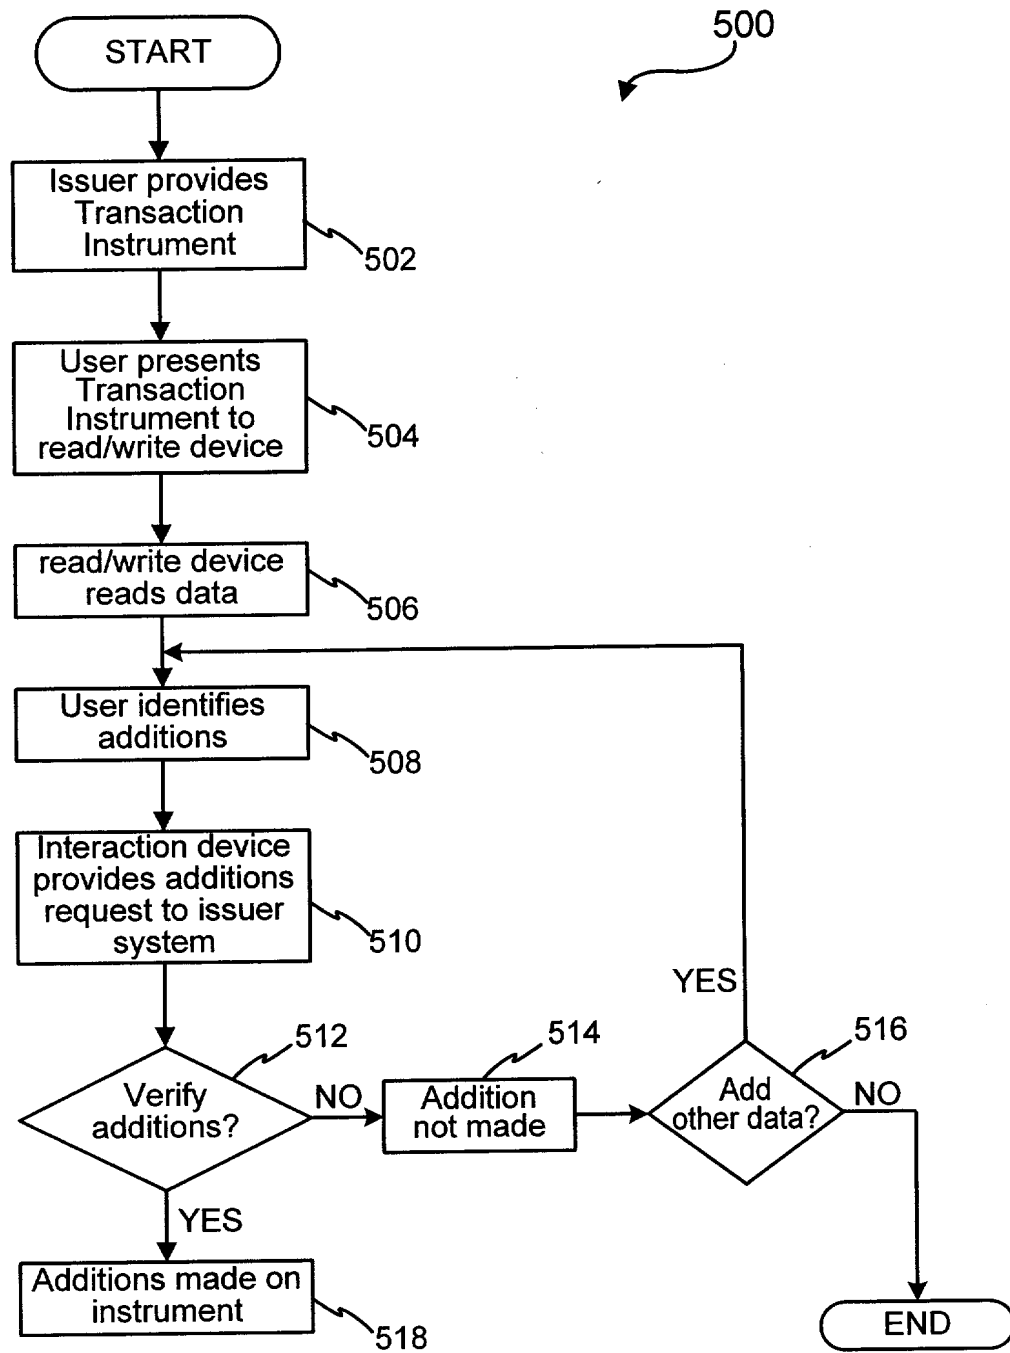 START
500
Issuer provides
Transaction
Instrument
502
User presents
Transaction
Instrument to
read/write device
504
read/write device
reads data
506
User identifies
additions
508
Interaction device
provides additions
request to issuer
system
510
YES
512
514
516
Verify
additions?
NO
Addition
not made
Add
other data?
NO
YES
Additions made on
instrument
518
END